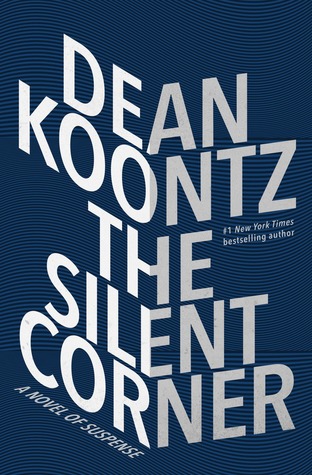 DEAN
KOONTZ
#1 New York Times
bestselling author
THE
SILENT
CORNER
A NOVEL OF SUSPENSE